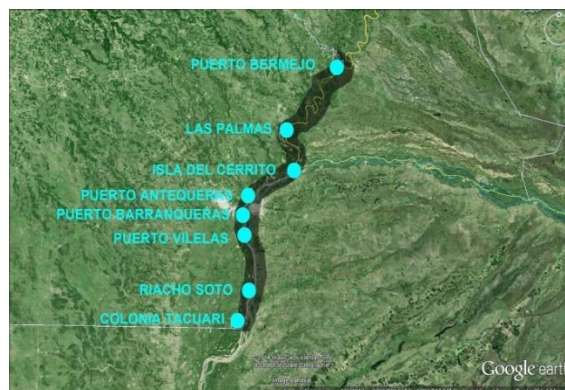 PUERTO BERMEJO
LAS PALMAS
ISLA DEL CERRITO
PUERTO ANTEQUERAS
PUERTO BARRANQUERAS
PUERTO VILELAS
RIACHO SOTO
COLONIA TACUARI
Google earth